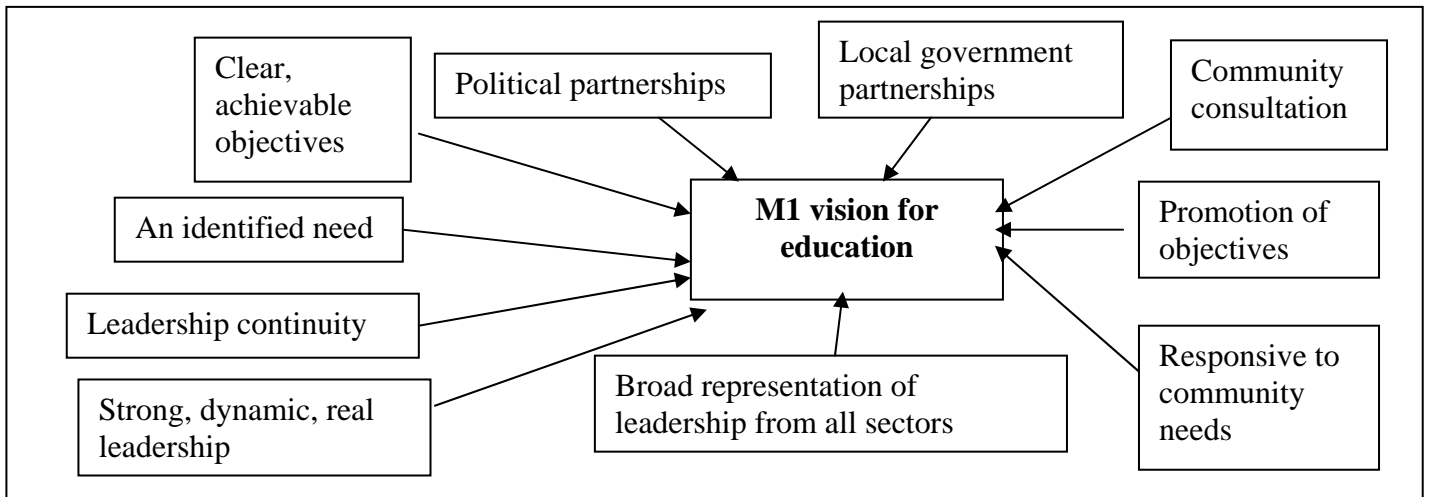 Clear,
achievable
objectives
Political partnerships
Local government
partnerships
Community
consultation
An identified need
M1 vision for
education
Promotion of
objectives
Leadership continuity
Strong, dynamic, real
leadership
Broad representation of
leadership from all sectors
Responsive to
community
needs